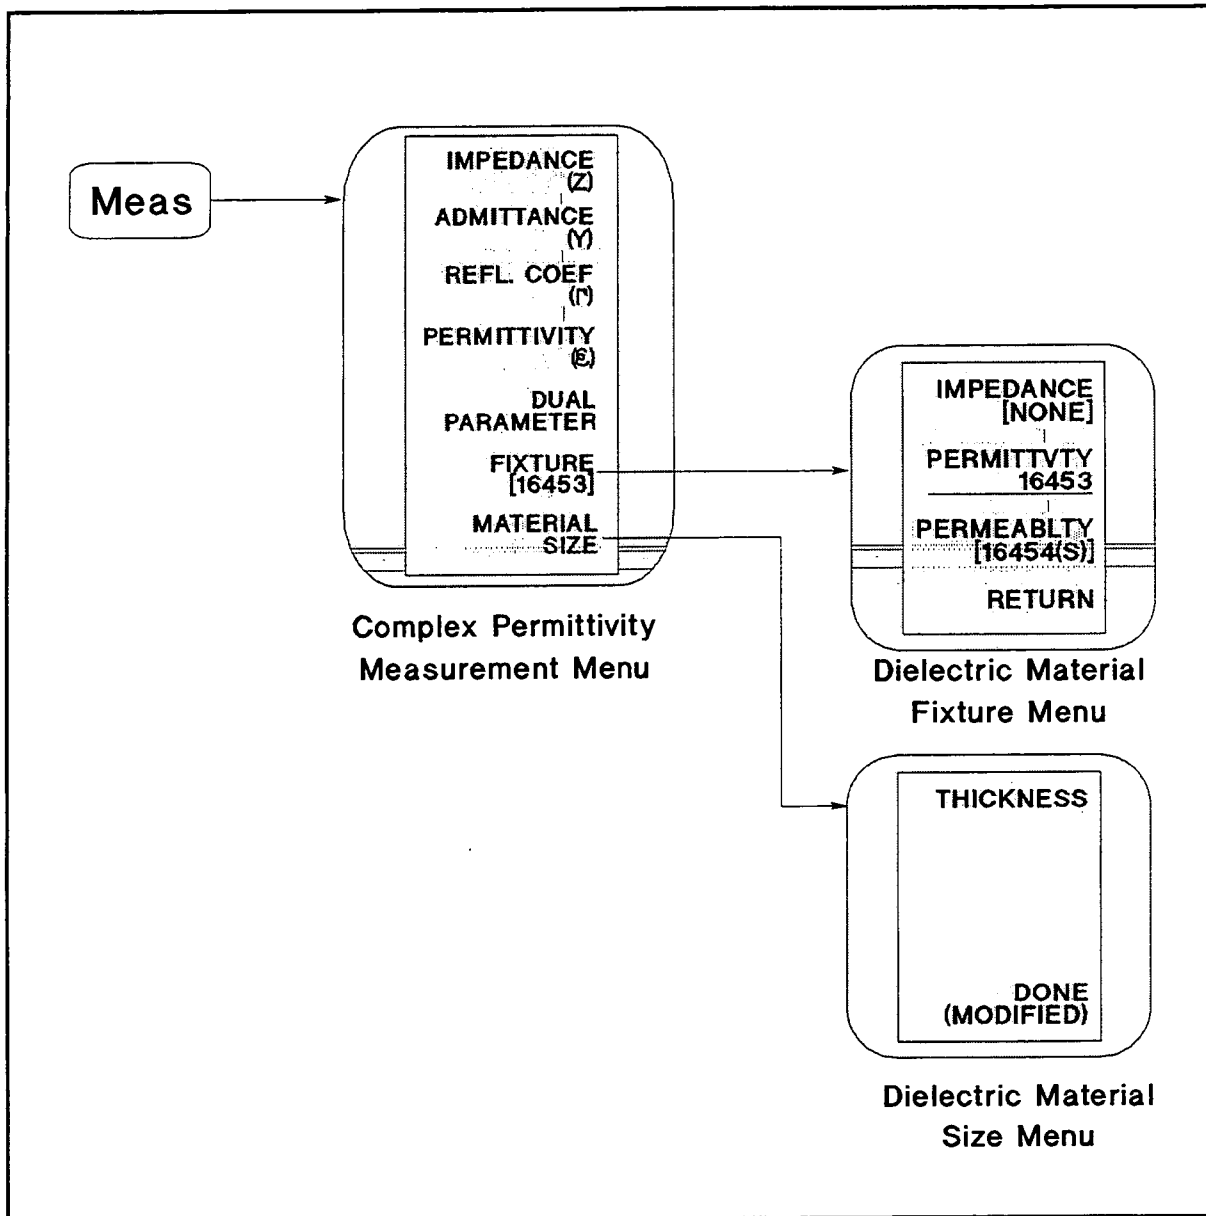 Meas
IMPEDANCE
(Z)
ADMITTANCE
(Y)
REFL. COEF
(Γ)
PERMITTIVITY
(ε)
DUAL
PARAMETER
FIXTURE
[16453]
MATERIAL
SIZE
Complex Permittivity
Measurement Menu
IMPEDANCE
[NONE]
PERMITTVTY
16453
PERMEABLTY
[16454(S)]
RETURN
Dielectric Material
Fixture Menu
THICKNESS
DONE
(MODIFIED)
Dielectric Material
Size Menu